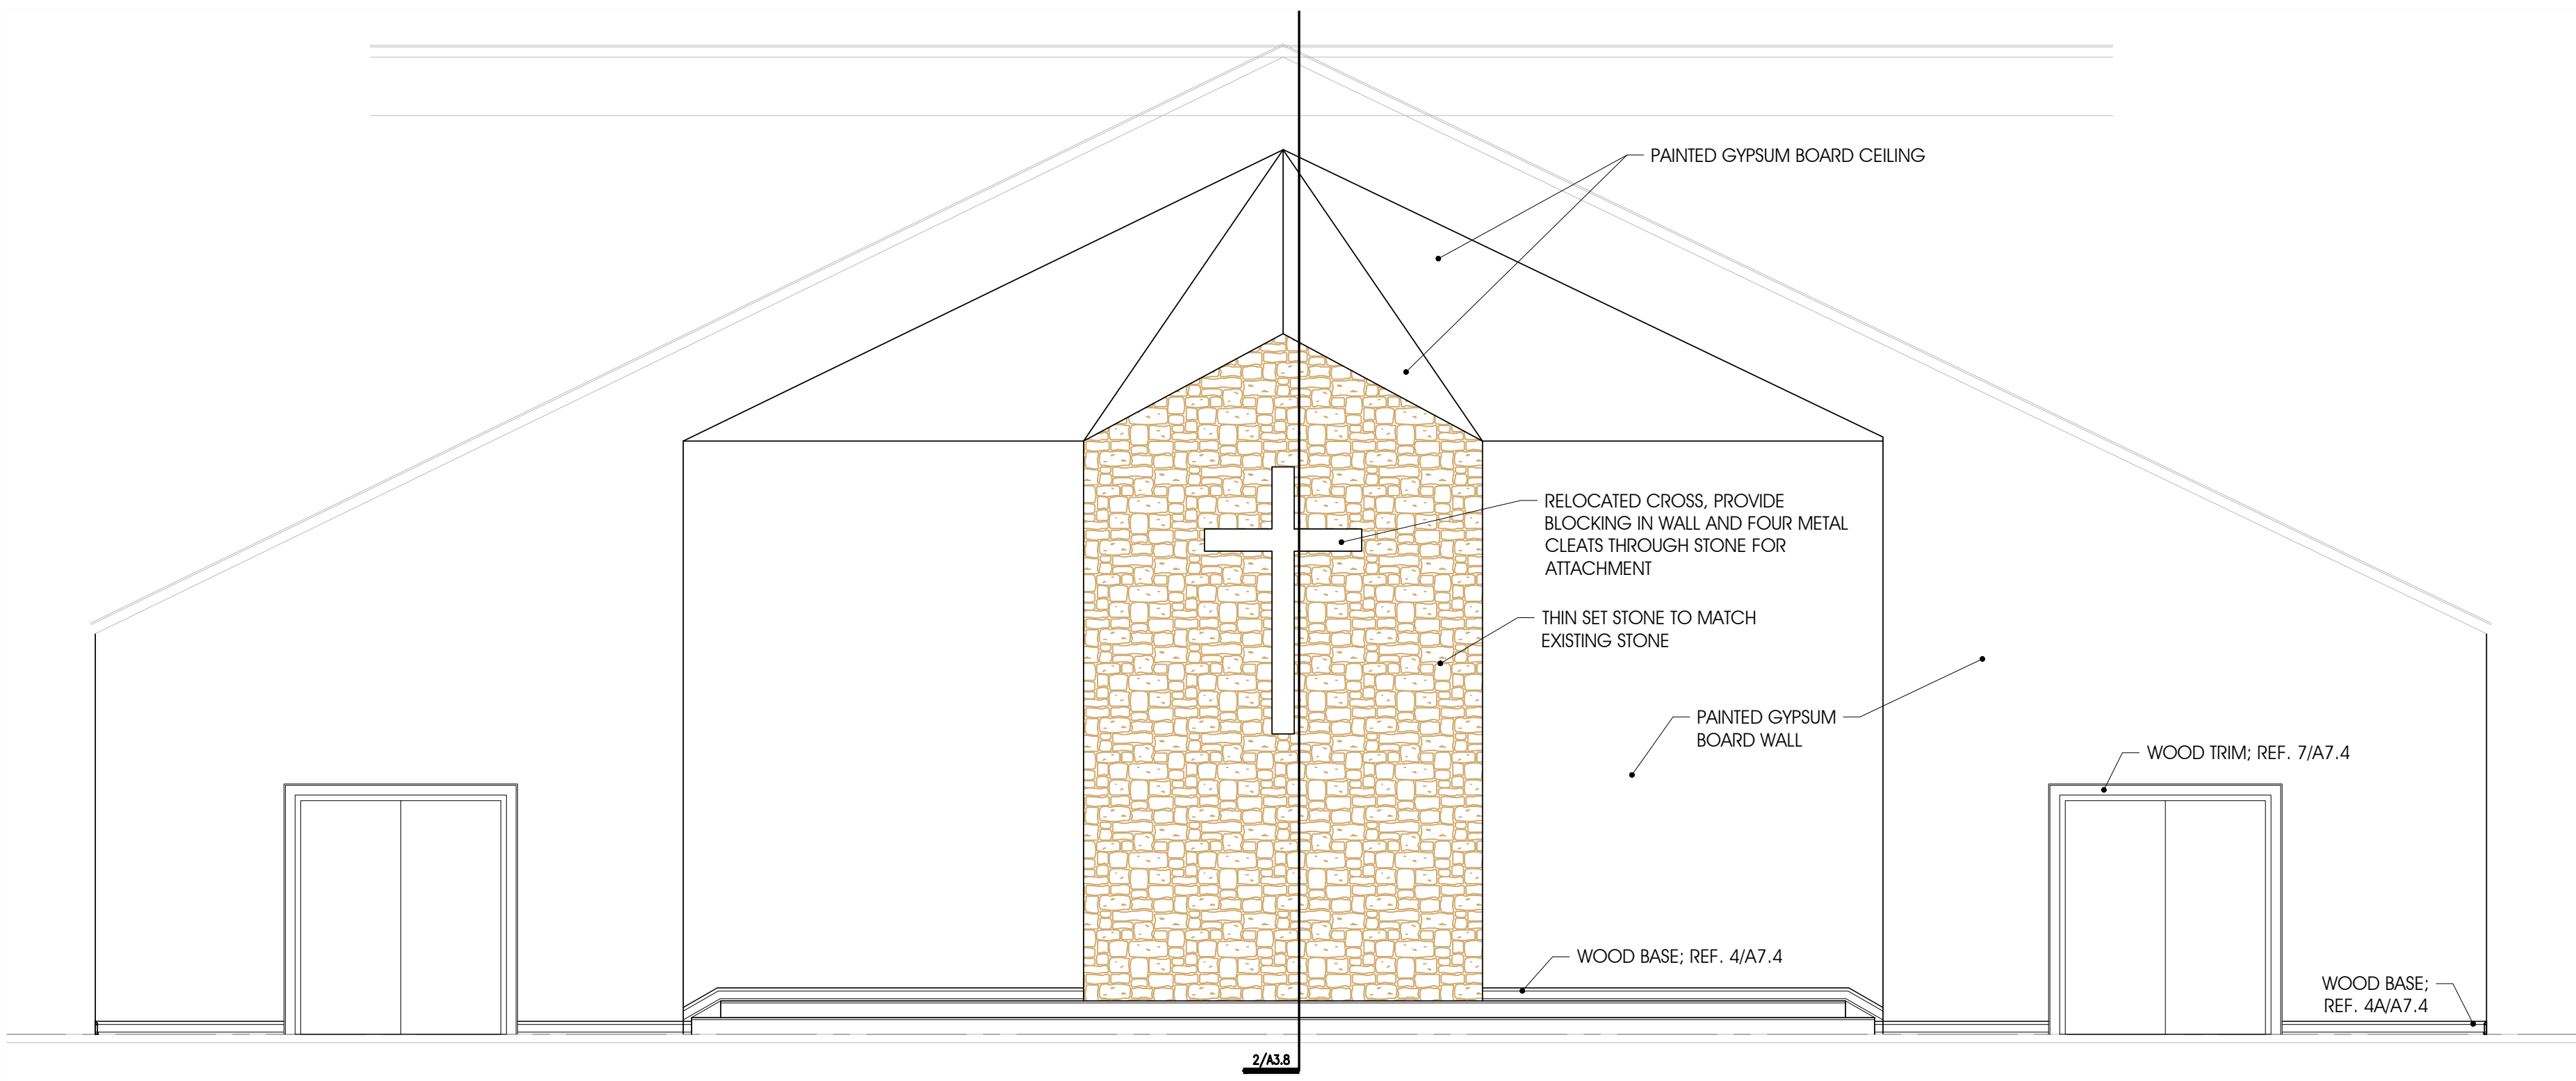 PAINTED GYPSUM BOARD CEILING
RELOCATED CROSS, PROVIDE
BLOCKING IN WALL AND FOUR METAL
CLEATS THROUGH STONE FOR
ATTACHMENT
THIN SET STONE TO MATCH
EXISTING STONE
PAINTED GYPSUM
BOARD WALL
WOOD TRIM; REF. 7/A7.4
WOOD BASE; REF. 4/A7.4
WOOD BASE;
REF. 4A/A7.4
2/A3.8